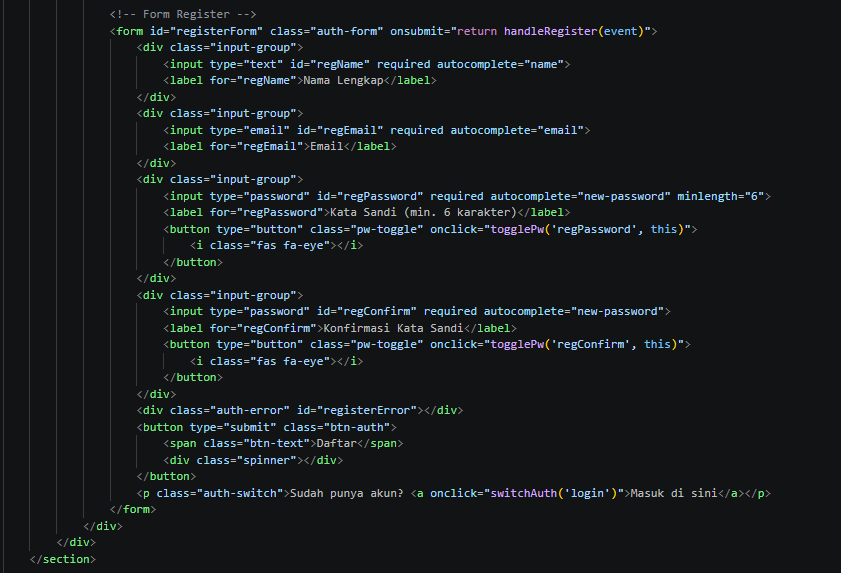 <!-- Form Register -->
<form id="registerForm" class="auth-form" onsubmit="return handleRegister(event)">
<div class="input-group">
<input type="text" id="regName" required autocomplete="name">
<label for="regName">Nama Lengkap</label>
</div>
<div class="input-group">
<input type="email" id="regEmail" required autocomplete="email">
<label for="regEmail">Email</label>
</div>
<div class="input-group">
<input type="password" id="regPassword" required autocomplete="new-password" minlength="6">
<label for="regPassword">Kata Sandi (min. 6 karakter)</label>
<button type="button" class="pw-toggle" onclick="togglePw('regPassword', this)">
<i class="fas fa-eye"></i>
</button>
</div>
<div class="input-group">
<input type="password" id="regConfirm" required autocomplete="new-password">
<label for="regConfirm">Konfirmasi Kata Sandi</label>
<button type="button" class="pw-toggle" onclick="togglePw('regConfirm', this)">
<i class="fas fa-eye"></i>
</button>
</div>
<div class="auth-error" id="registerError"></div>
<button type="submit" class="btn-auth">
<span class="btn-text">Daftar</span>
<div class="spinner"></div>
</button>
<p class="auth-switch">Sudah punya akun? <a onclick="switchAuth('login')">Masuk di sini</a></p>
</form>
</div>
</div>
</section>